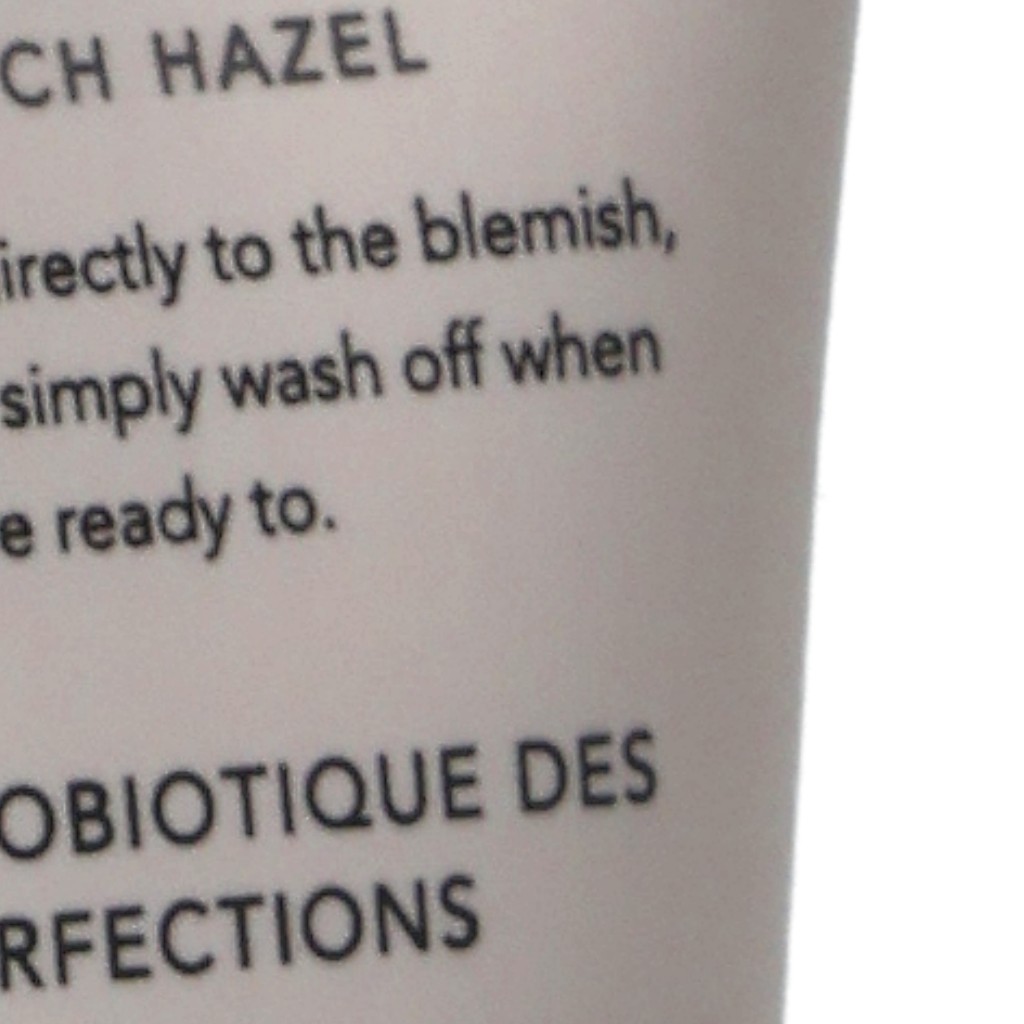 CH HAZEL
irectly to the blemish,
simply wash off when
e ready to.
OBIOTIQUE DES
RFECTIONS